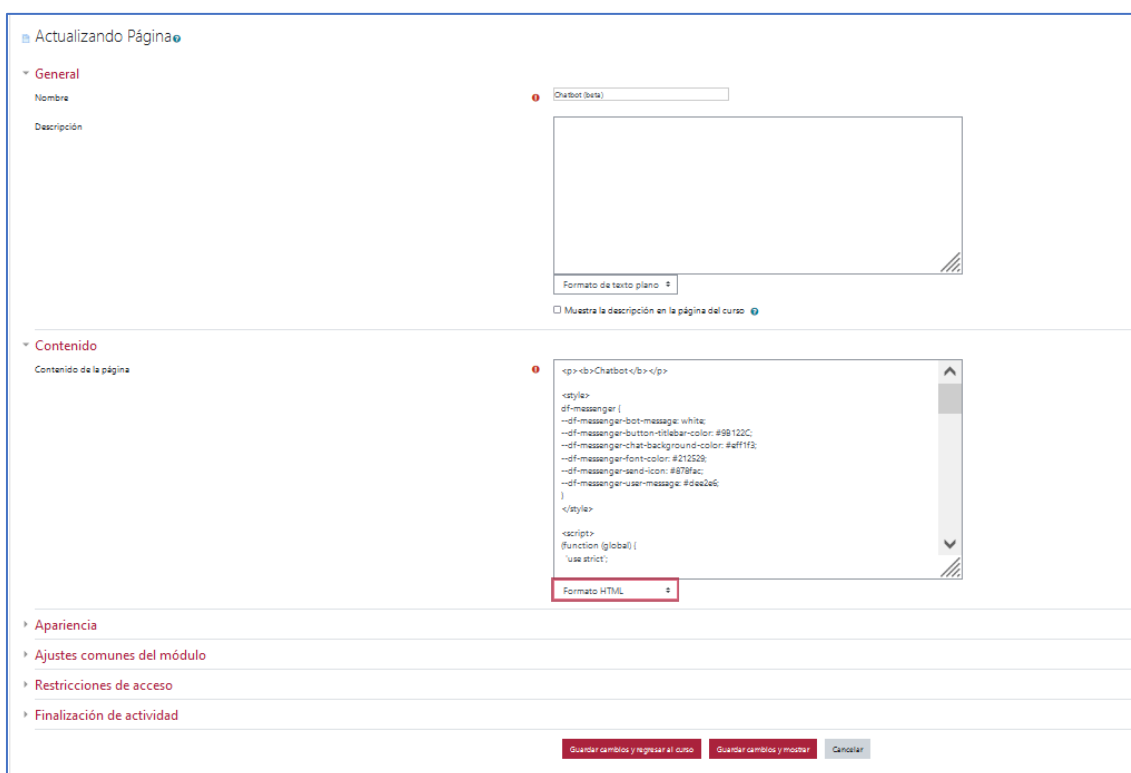 Actualizando Página
General
Nombre
Chatbot (beta)
Descripción
Formato de texto plano
Muestra la descripción en la página del curso
Contenido
Contenido de la página
<p><b>Chatbot</b></p>
<style>
df-messenger {
--df-messenger-bot-message: white;
--df-messenger-button-titlebar-color: #9B122C;
--df-messenger-chat-background-color: #eff1f3;
--df-messenger-font-color: #212529;
--df-messenger-send-icon: #878fac;
--df-messenger-user-message: #dee2e6;
}
</style>
<script>
(function (global) {
'use strict';
Formato HTML
Apariencia
Ajustes comunes del módulo
Restricciones de acceso
Finalización de actividad
Guardar cambios y regresar al curso
Guardar cambios y mostrar
Cancelar